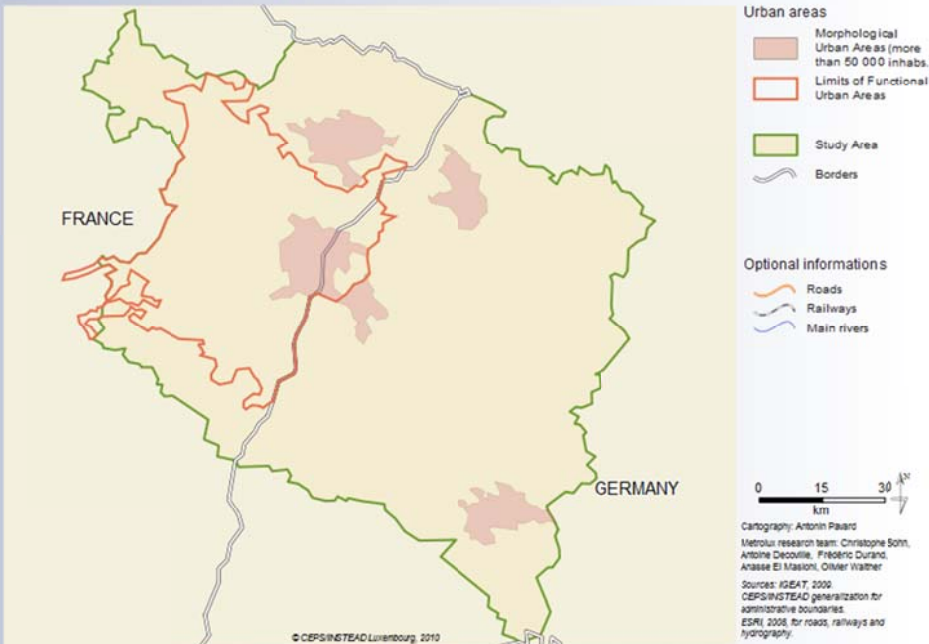 Urban areas
Morphological
Urban Areas (more
than 50 000 inhabs.
Limits of Functional
Urban Areas
Study Area
Borders
FRANCE
Optional informations
Roads
Railways
Main rivers
GERMANY
0 15 30
km
N
Cartography: Antonin Pavard
Metrolux research team: Christophe Sohn,
Antoine Decoville, Frédéric Durand,
Anasse El Maslohi, Olivier Walther
Sources: IGEAT, 2009.
CEPS/INSTEAD generalization for
administrative boundaries.
ESRI, 2008, for roads, railways and
hydrography.
© CEPS/INSTEAD Luxembourg, 2010